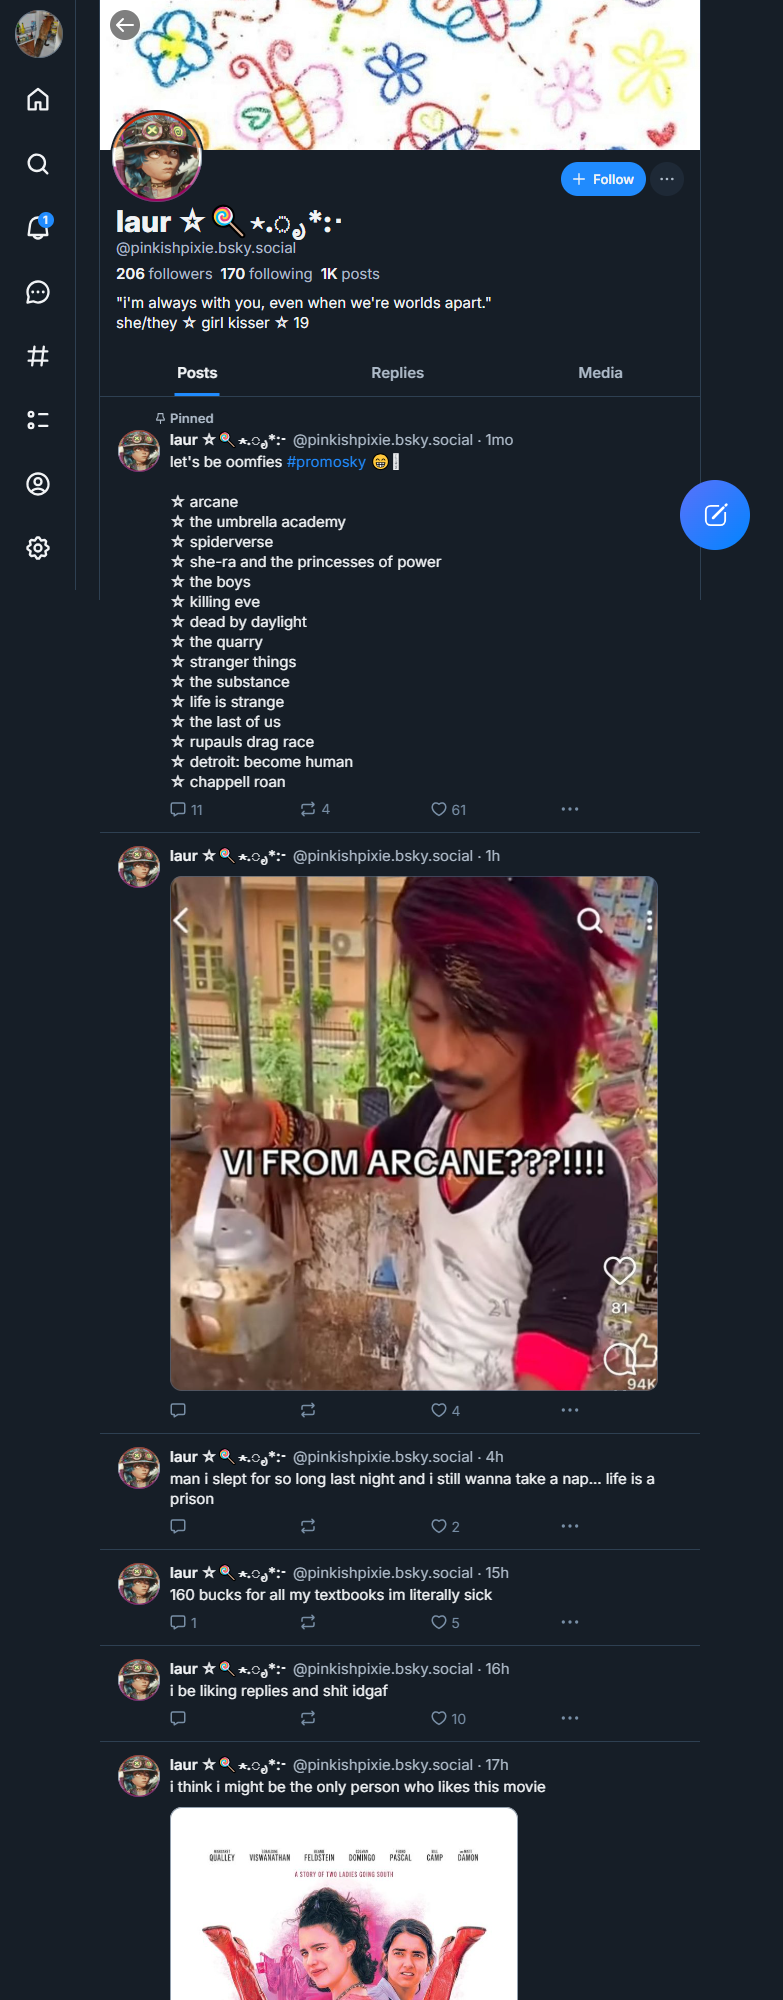 1
+ Follow
laur ☆🍭⋆.ೃ࿔*:･
@pinkishpixie.bsky.social
206 followers 170 following 1K posts
"i'm always with you, even when we're worlds apart."
she/they ☆ girl kisser ☆ 19
Posts Replies Media
Pinned
laur ☆🍭⋆.ೃ࿔*:･ @pinkishpixie.bsky.social · 1mo
let's be oomfies #promosky 😁
☆ arcane
☆ the umbrella academy
☆ spiderverse
☆ she-ra and the princesses of power
☆ the boys
☆ killing eve
☆ dead by daylight
☆ the quarry
☆ stranger things
☆ the substance
☆ life is strange
☆ the last of us
☆ rupauls drag race
☆ detroit: become human
☆ chappell roan
11 4 61
laur ☆🍭⋆.ೃ࿔*:･ @pinkishpixie.bsky.social · 1h
VI FROM ARCANE???!!!!
21
81
94K
4
laur ☆🍭⋆.ೃ࿔*:･ @pinkishpixie.bsky.social · 4h
man i slept for so long last night and i still wanna take a nap... life is a
prison
2
laur ☆🍭⋆.ೃ࿔*:･ @pinkishpixie.bsky.social · 15h
160 bucks for all my textbooks im literally sick
1 5
laur ☆🍭⋆.ೃ࿔*:･ @pinkishpixie.bsky.social · 16h
i be liking replies and shit idgaf
10
laur ☆🍭⋆.ೃ࿔*:･ @pinkishpixie.bsky.social · 17h
i think i might be the only person who likes this movie
QUALLEY VISWANATHAN FELDSTEIN DOMINGO PASCAL CAMP DAMON
A STORY OF TWO LADIES GOING SOUTH